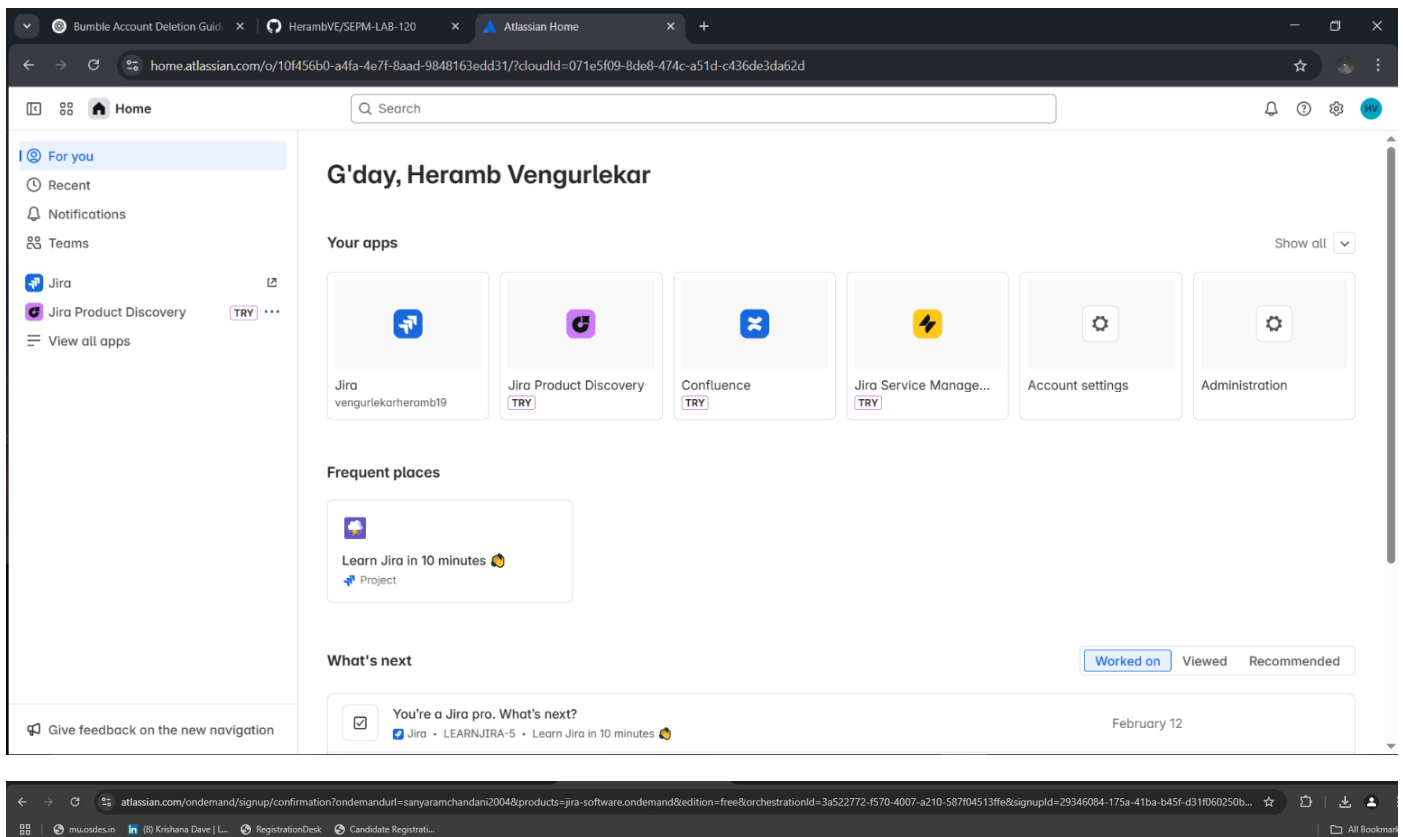 Bumble Account Deletion Guid
HerambVE/SEPM-LAB-120
Atlassian Home
home.atlassian.com/o/10f456b0-a4fa-4e7f-8aad-9848163edd31/?cloudId=071e5f09-8de8-474c-a51d-c436de3da62d
Home
Search
HV
For you
Recent
Notifications
Teams
Jira
Jira Product Discovery TRY
View all apps
Give feedback on the new navigation
G'day, Heramb Vengurlekar
Your apps
Show all
Jira
vengurlekarheramb19
Jira Product Discovery
TRY
Confluence
TRY
Jira Service Manage...
TRY
Account settings
Administration
Frequent places
Learn Jira in 10 minutes
Project
What's next
Worked on Viewed Recommended
You're a Jira pro. What's next?
Jira • LEARNJIRA-5 • Learn Jira in 10 minutes
February 12
atlassian.com/ondemand/signup/confirmation?ondemandurl=sanyaramchandani2004&products=jira-software.ondemand&edition=free&orchestrationId=3a522772-f570-4007-a210-587f04513ffe&signupId=29346084-175a-41ba-b45f-d31f060250b...
mu.osdes.in
(8) Krishana Dave | L...
RegistrationDesk
Candidate Registrati...
All Bookmark